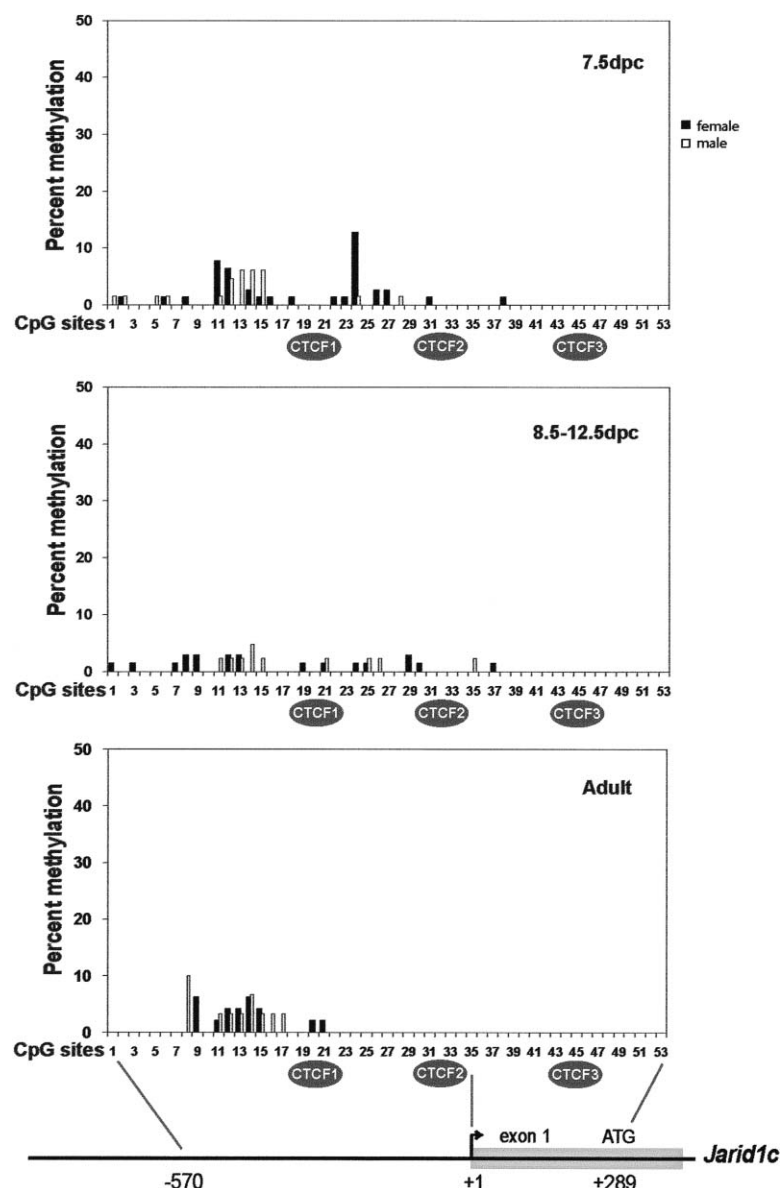 50
7.5dpc
40
female
male
30
20
10
0
Percent methylation
CpG sites 1 3 5 7 9 11 13 15 17 19 21 23 25 27 29 31 33 35 37 39 41 43 45 47 49 51 53
CTCF1 CTCF2 CTCF3
50
8.5-12.5dpc
40
30
20
10
0
Percent methylation
CpG sites 1 3 5 7 9 11 13 15 17 19 21 23 25 27 29 31 33 35 37 39 41 43 45 47 49 51 53
CTCF1 CTCF2 CTCF3
50
Adult
40
30
20
10
0
Percent methylation
CpG sites 1 3 5 7 9 11 13 15 17 19 21 23 25 27 29 31 33 35 37 39 41 43 45 47 49 51 53
CTCF1 CTCF2 CTCF3
exon 1 ATG
Jarid1c
-570 +1 +289